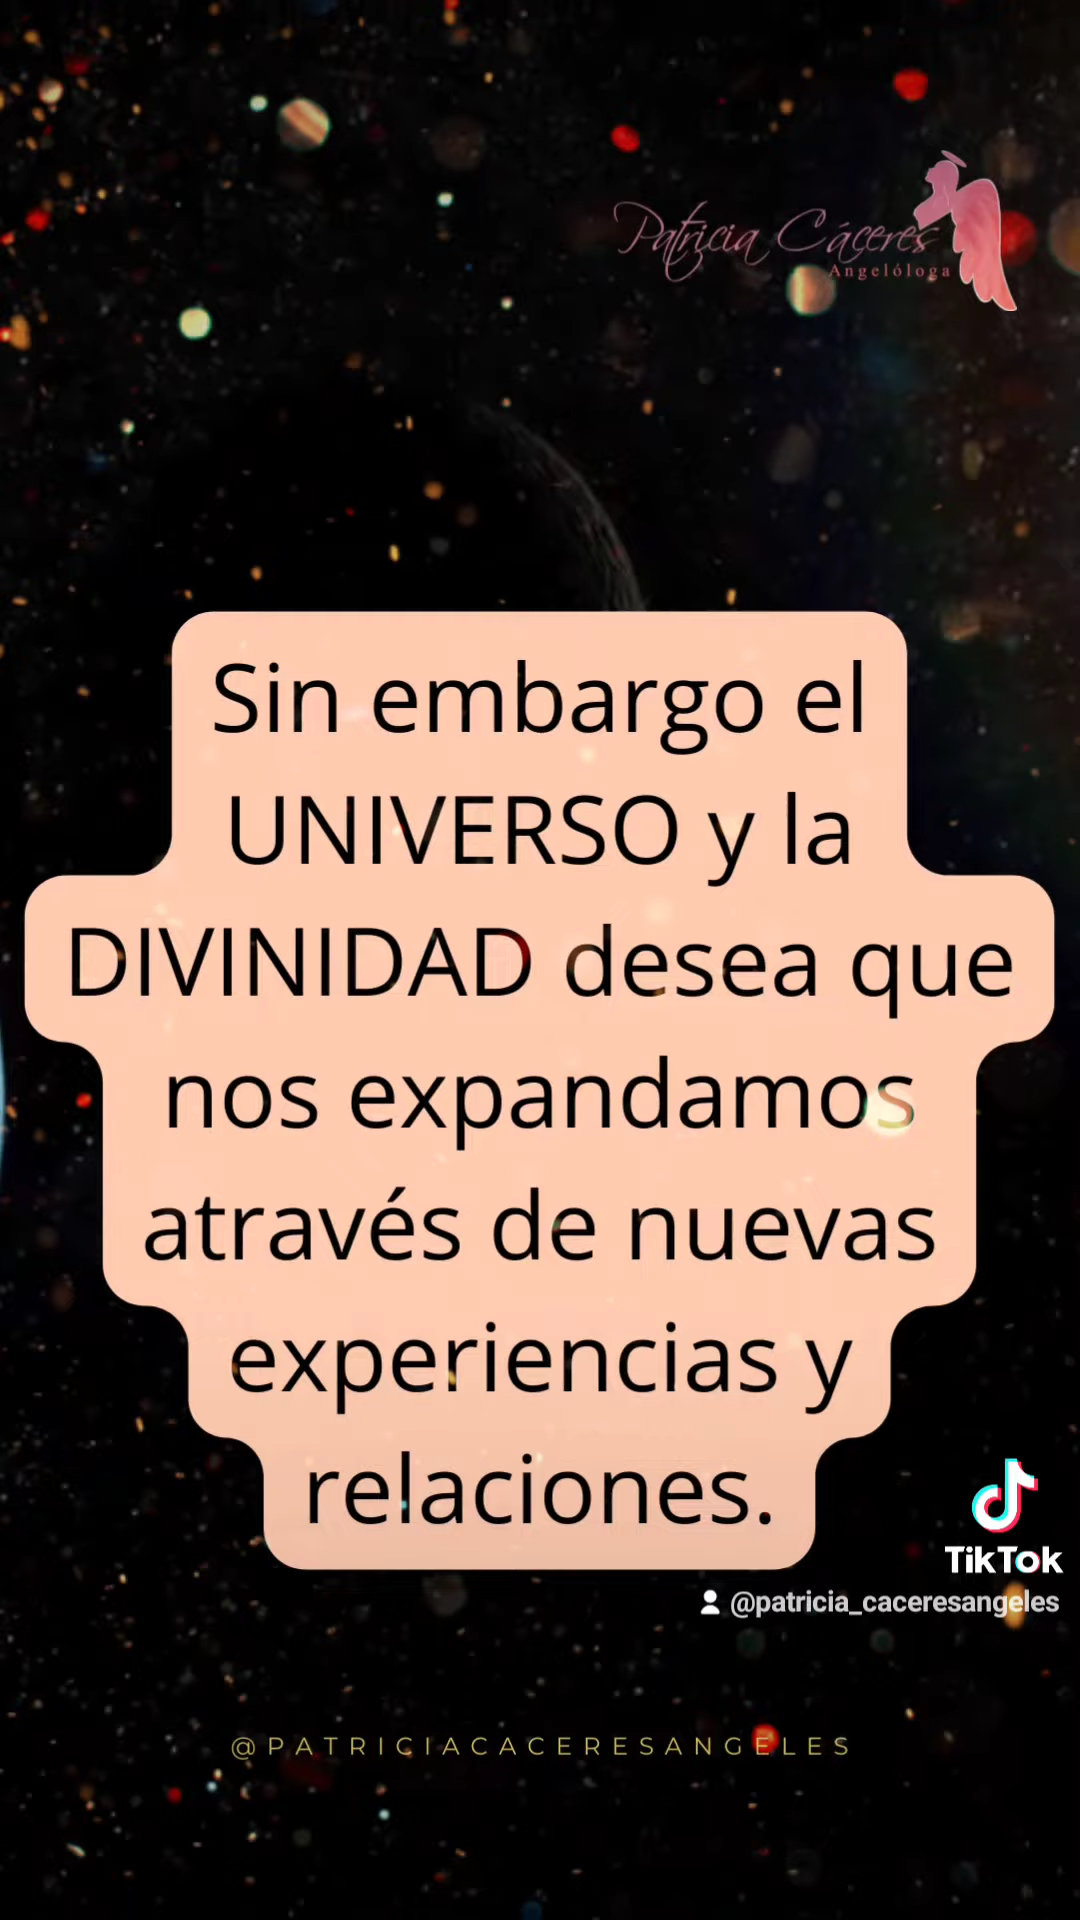 Patricia Cáceres
Angelóloga
Sin embargo el
UNIVERSO y la
DIVINIDAD desea que
nos expandamos
através de nuevas
experiencias y
relaciones.
TikTok
@patricia_caceresangeles
@PATRICIACACERESANGELES